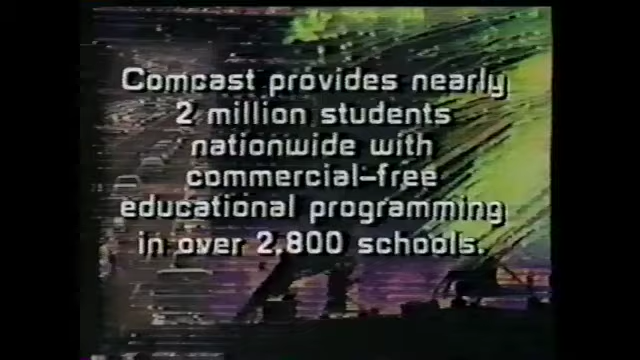 Comcast provides nearly
2 million students
nationwide with
commercial-free
educational programming
in over 2,800 schools.